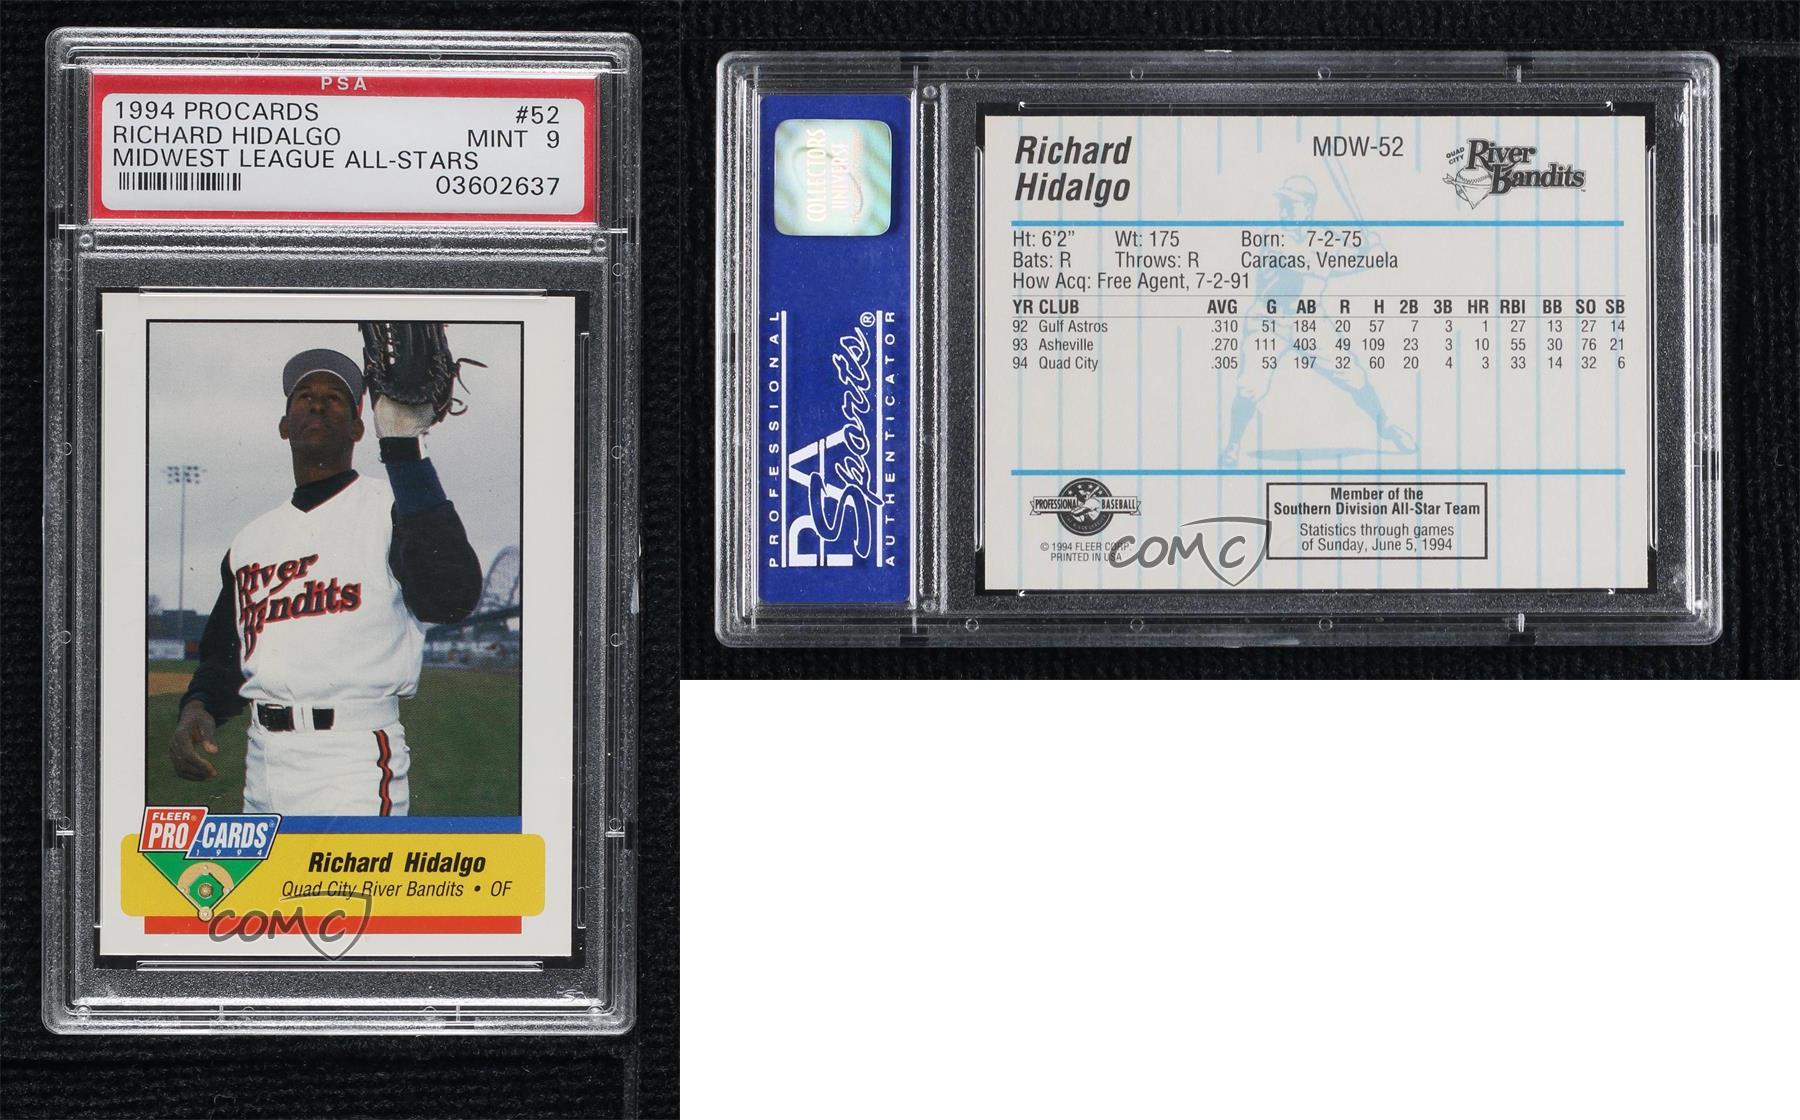 PSA
1994 PROCARDS #52
RICHARD HIDALGO MINT 9
MIDWEST LEAGUE ALL-STARS
03602637
River
Bandits
FLEER®
PRO CARDS®
1994
Richard Hidalgo
Quad City River Bandits • OF
COMC
COLLECTORS
UNIVERSE
PROFESSIONAL
PSA
Sports®
AUTHENTICATOR
Richard
Hidalgo
MDW-52
QUAD
CITY
River
Bandits
Ht: 6'2" Wt: 175 Born: 7-2-75
Bats: R Throws: R Caracas, Venezuela
How Acq: Free Agent, 7-2-91
YR CLUB AVG G AB R H 2B 3B HR RBI BB SO SB
92 Gulf Astros .310 51 184 20 57 7 3 1 27 13 27 14
93 Asheville .270 111 403 49 109 23 3 10 55 30 76 21
94 Quad City .305 53 197 32 60 20 4 3 33 14 32 6
PROFESSIONAL BASEBALL
© 1994 FLEER CORP.
PRINTED IN USA
COMC
Member of the
Southern Division All-Star Team
Statistics through games
of Sunday, June 5, 1994